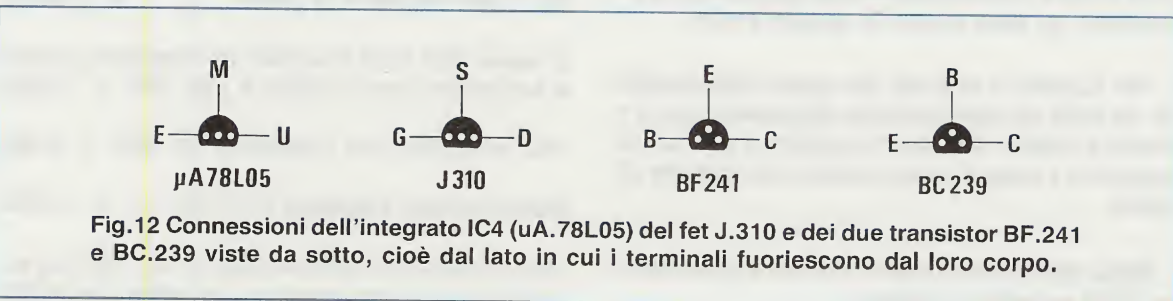 M S E B
E U G D B C E C
µA78L05 J310 BF241 BC239
Fig.12 Connessioni dell'integrato IC4 (uA.78L05) del fet J.310 e dei due transistor BF.241
e BC.239 viste da sotto, cioè dal lato in cui i terminali fuoriescono dal loro corpo.